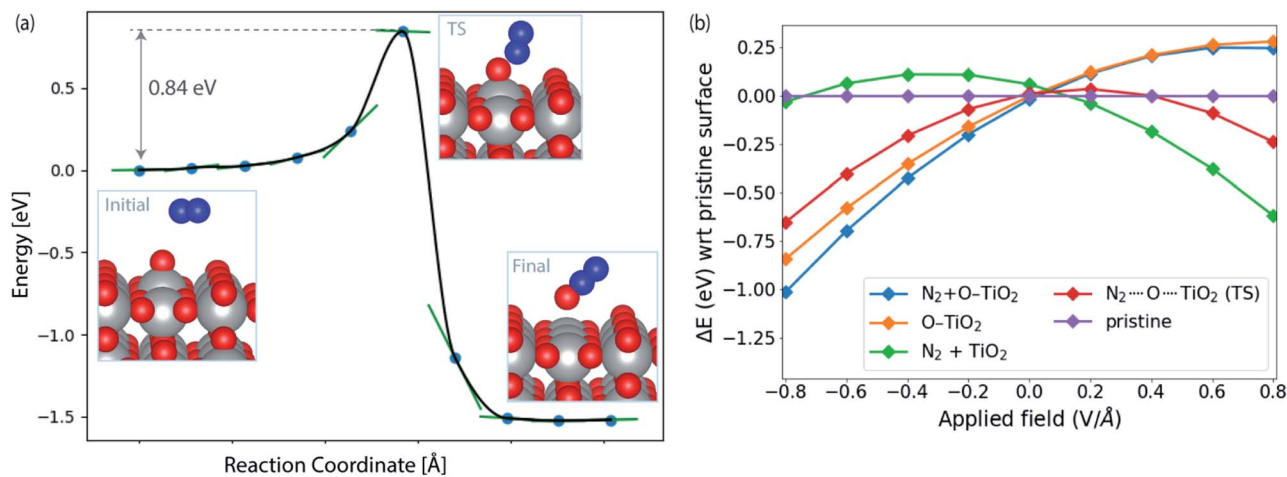 (a)
0.5
0.0
−0.5
−1.0
−1.5
Energy [eV]
0.84 eV
TS
Initial
Final
Reaction Coordinate [Å]
(b)
0.25
0.00
−0.25
−0.50
−0.75
−1.00
−1.25
ΔE (eV) wrt pristine surface
N₂+O–TiO₂
O–TiO₂
N₂ + TiO₂
N₂····O····TiO₂ (TS)
pristine
−0.8 −0.6 −0.4 −0.2 0.0 0.2 0.4 0.6 0.8
Applied field (V/Å)